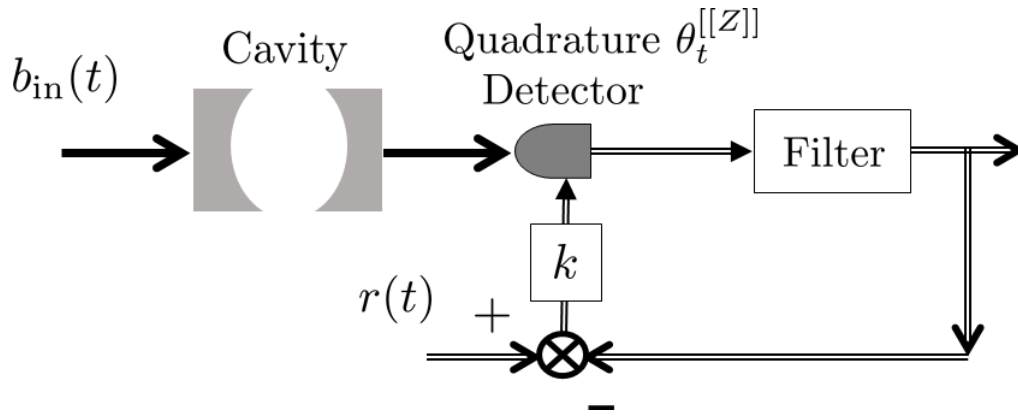 Cavity
Quadrature θ_t^{[[Z]]}
Detector
b_in(t)
Filter
k
r(t)
+
-